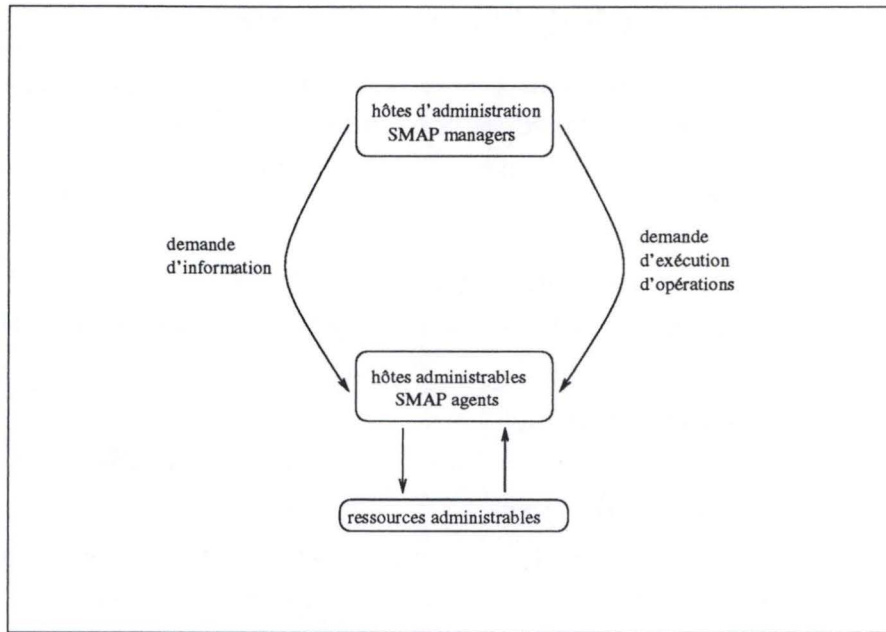 hôtes d'administration
SMAP managers
demande
d'information
demande
d'exécution
d'opérations
hôtes administrables
SMAP agents
ressources administrables